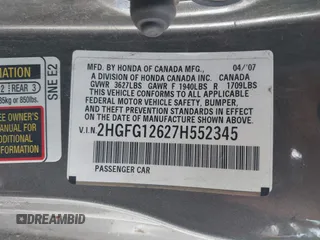 MFD. BY HONDA OF CANADA MFG., 04/'07
A DIVISION OF HONDA CANADA INC. CANADA
GVWR 3627LBS GAWR F 1940LBS R 1709LBS
THIS VEHICLE CONFORMS TO ALL APPLICABLE
FEDERAL MOTOR VEHICLE SAFETY, BUMPER,
AND THEFT PREVENTION STANDARDS IN EFFECT
ON THE DATE OF MANUFACTURE SHOWN ABOVE.
V.I.N. 2HGFG12627H552345
PASSENGER CAR
SNE E2
MATION
2 REAR 3
85kg or 850lbs.
EE OWNER'S
MANUAL FOR
ADDITIONAL
©DREAMBID